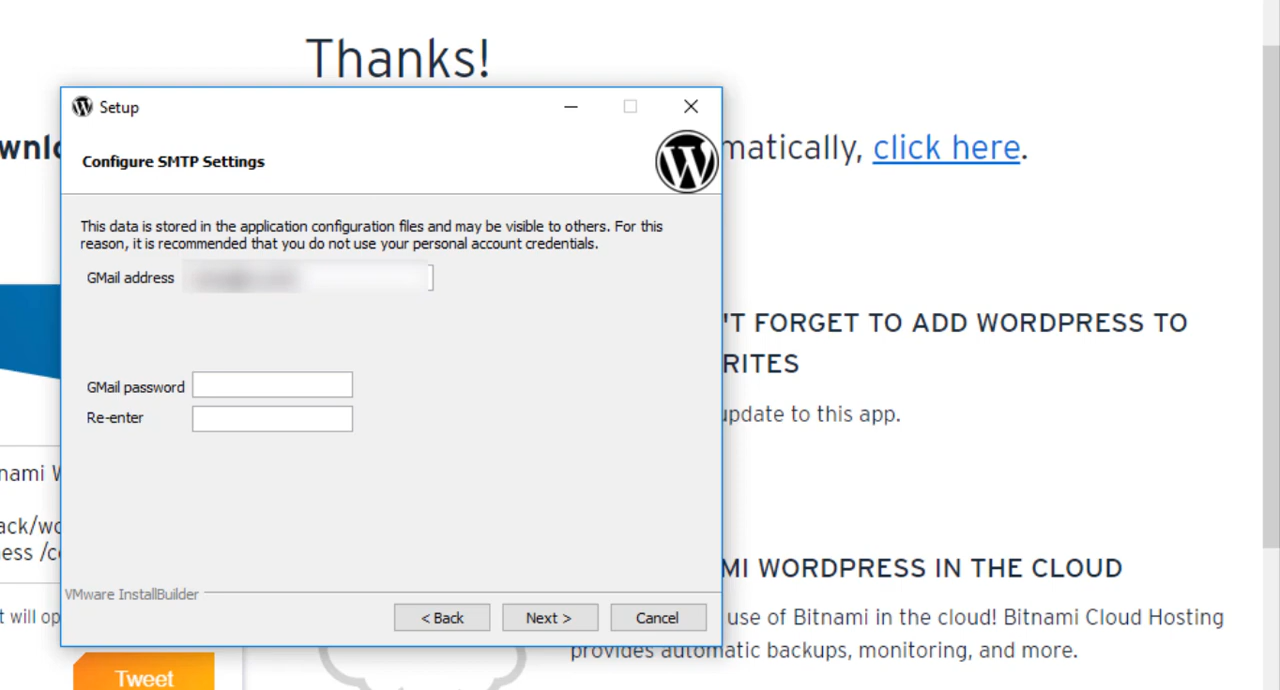 Thanks!
Setup
matically, click here.
Configure SMTP Settings
This data is stored in the application configuration files and may be visible to others. For this
reason, it is recommended that you do not use your personal account credentials.
GMail address
'T FORGET TO ADD WORDPRESS TO
RITES
GMail password
update to this app.
Re-enter
nami W
ack/wo
ness /co
MI WORDPRESS IN THE CLOUD
VMware InstallBuilder
t will op
< Back
Next >
Cancel
use of Bitnami in the cloud! Bitnami Cloud Hosting
provides automatic backups, monitoring, and more.
Tweet